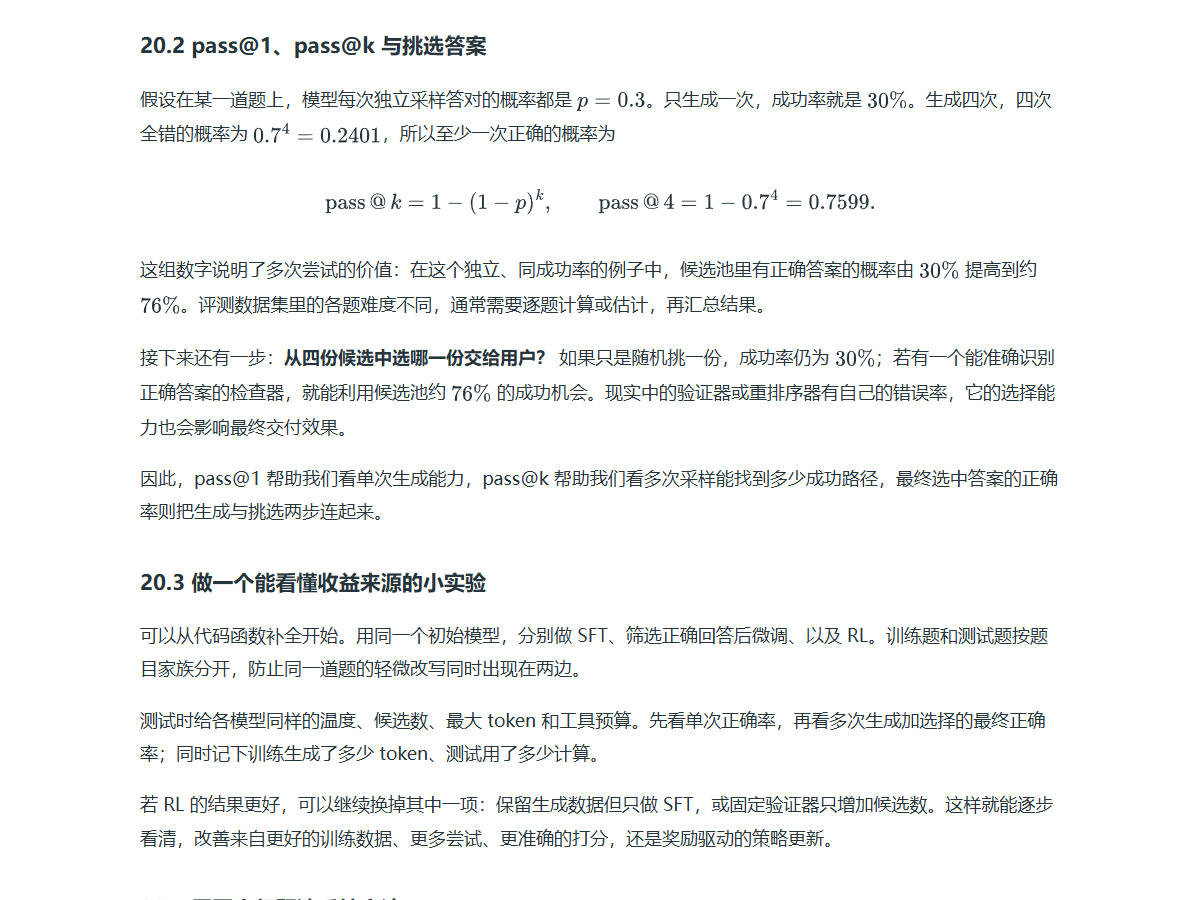 20.2 pass@1、pass@k 与挑选答案
假设在某一道题上，模型每次独立采样答对的概率都是 p = 0.3。只生成一次，成功率就是 30%。生成四次，四次
全错的概率为 0.7⁴ = 0.2401，所以至少一次正确的概率为
pass @ k = 1 − (1 − p)ᵏ, pass @ 4 = 1 − 0.7⁴ = 0.7599.
这组数字说明了多次尝试的价值：在这个独立、同成功率的例子中，候选池里有正确答案的概率由 30% 提高到约
76%。评测数据集里的各题难度不同，通常需要逐题计算或估计，再汇总结果。
接下来还有一步：从四份候选中选哪一份交给用户？ 如果只是随机挑一份，成功率仍为 30%；若有一个能准确识别
正确答案的检查器，就能利用候选池约 76% 的成功机会。现实中的验证器或重排序器有自己的错误率，它的选择能
力也会影响最终交付效果。
因此，pass@1 帮助我们看单次生成能力，pass@k 帮助我们看多次采样能找到多少成功路径，最终选中答案的正确
率则把生成与挑选两步连起来。
20.3 做一个能看懂收益来源的小实验
可以从代码函数补全开始。用同一个初始模型，分别做 SFT、筛选正确回答后微调、以及 RL。训练题和测试题按题
目家族分开，防止同一道题的轻微改写同时出现在两边。
测试时给各模型同样的温度、候选数、最大 token 和工具预算。先看单次正确率，再看多次生成加选择的最终正确
率；同时记下训练生成了多少 token、测试用了多少计算。
若 RL 的结果更好，可以继续换掉其中一项：保留生成数据但只做 SFT，或固定验证器只增加候选数。这样就能逐步
看清，改善来自更好的训练数据、更多尝试、更准确的打分，还是奖励驱动的策略更新。